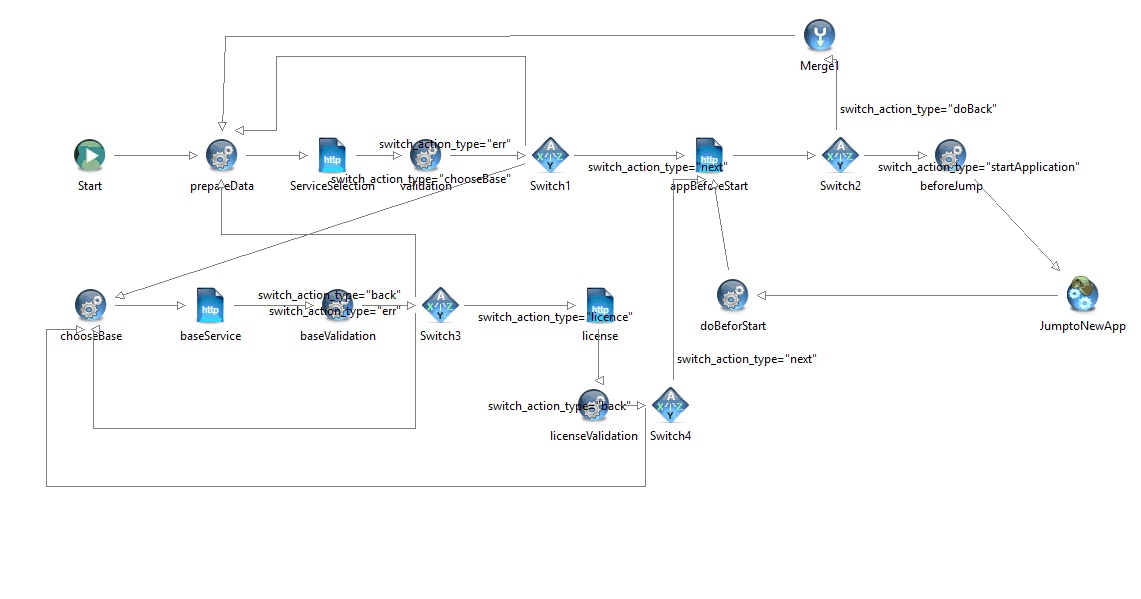 Merge1
switch_action_type="doBack"
switch_action_type="err"
http
http
A
X Z
Y
A
X Z
Y
switch_action_type="next"
switch_action_type="startApplication"
switch_action_type="chooseBase"
Start
prepareData
ServiceSelection
validation
Switch1
appBeforeStart
Switch2
beforeJump
switch_action_type="back"
http
http
A
X Z
Y
switch_action_type="err"
switch_action_type="licence"
doBeforStart
JumptoNewApp
chooseBase
baseService
baseValidation
Switch3
license
switch_action_type="next"
switch_action_type="back"
A
X Z
Y
licenseValidation
Switch4